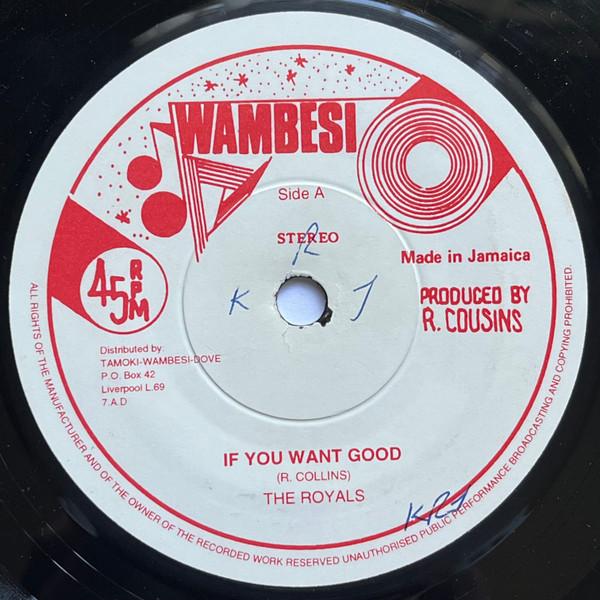 WAMBESI
Side A
STEREO
R
K J
Made in Jamaica
45 RPM
PRODUCED BY
R. COUSINS
Distributed by:
TAMOKI-WAMBESI-DOVE
P.O. Box 42
Liverpool L.69
7.A.D
IF YOU WANT GOOD
(R. COLLINS)
THE ROYALS
KRJ
ALL RIGHTS OF THE MANUFACTURER AND OF THE OWNER OF THE RECORDED WORK RESERVED UNAUTHORISED PUBLIC PERFORMANCE BROADCASTING AND COPYING PROHIBITED.